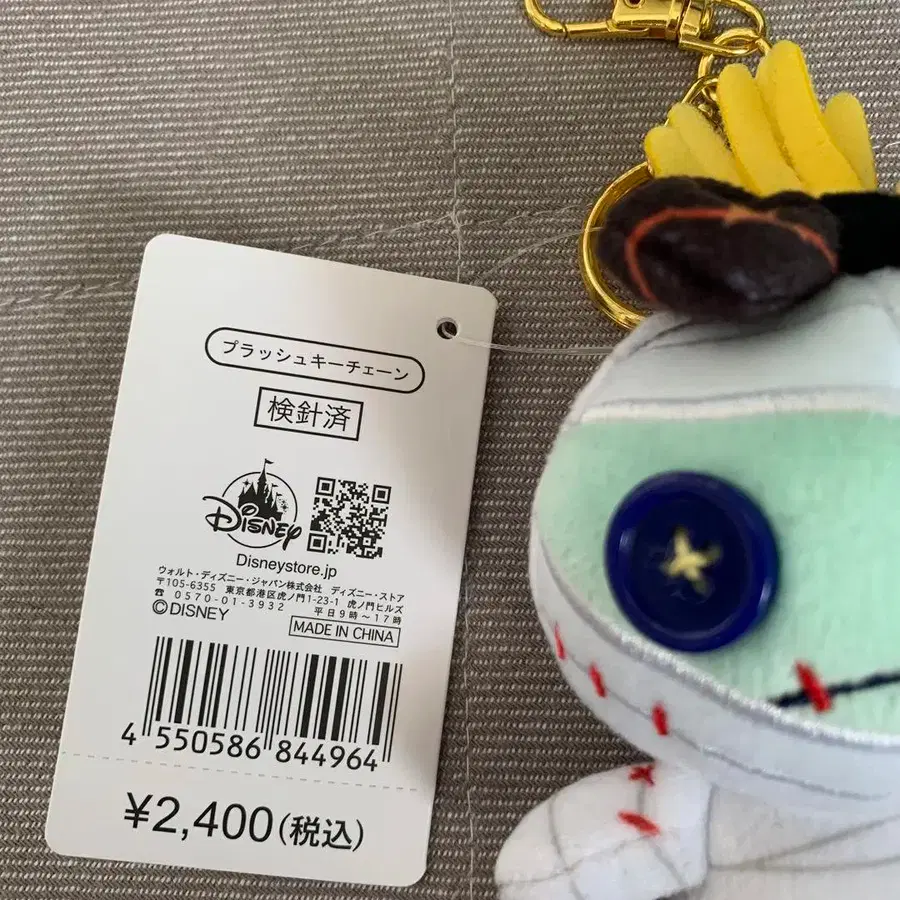 プラッシュキーチェーン
検針済
Disney
Disneystore.jp
ウォルト・ディズニー・ジャパン株式会社 ディズニー・ストア
〒105-6355 東京都港区虎ノ門1-23-1 虎ノ門ヒルズ
☎ 0570-01-3932 平日9時～17時
©DISNEY
MADE IN CHINA
4 550586 844964
¥2,400(税込)